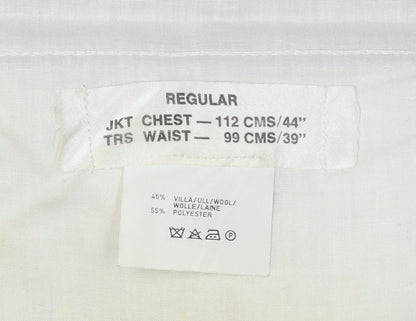 REGULAR
JKT CHEST — 112 CMS/44"
TRS WAIST — 99 CMS/39"
45% VILLA/ULL/WOOL/
WOLLE/LAINE
55% POLYESTER
P